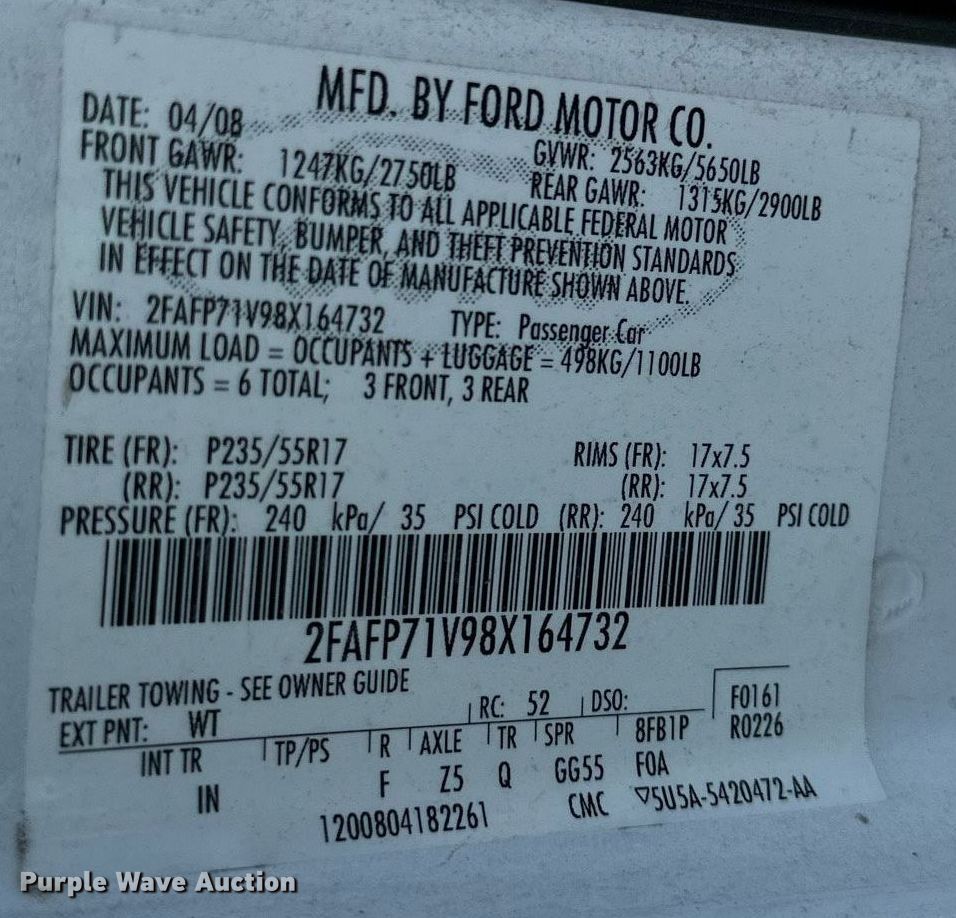 MFD. BY FORD MOTOR CO.
DATE: 04/08 GVWR: 2563KG/5650LB
FRONT GAWR: 1247KG/2750LB REAR GAWR: 1315KG/2900LB
THIS VEHICLE CONFORMS TO ALL APPLICABLE FEDERAL MOTOR
VEHICLE SAFETY, BUMPER, AND THEFT PREVENTION STANDARDS
IN EFFECT ON THE DATE OF MANUFACTURE SHOWN ABOVE.
VIN: 2FAFP71V98X164732 TYPE: Passenger Car
MAXIMUM LOAD = OCCUPANTS + LUGGAGE = 498KG/1100LB
OCCUPANTS = 6 TOTAL; 3 FRONT, 3 REAR
TIRE (FR): P235/55R17 RIMS (FR): 17x7.5
(RR): P235/55R17 (RR): 17x7.5
PRESSURE (FR): 240 kPa/ 35 PSI COLD (RR): 240 kPa/ 35 PSI COLD
2FAFP71V98X164732
TRAILER TOWING - SEE OWNER GUIDE
EXT PNT: WT RC: 52 DSO: F0161
INT TR TP/PS R AXLE TR SPR 8FB1P R0226
IN F Z5 Q GG55 F0A
1200804182261 CMC ▽5U5A-5420472-AA
Purple Wave Auction